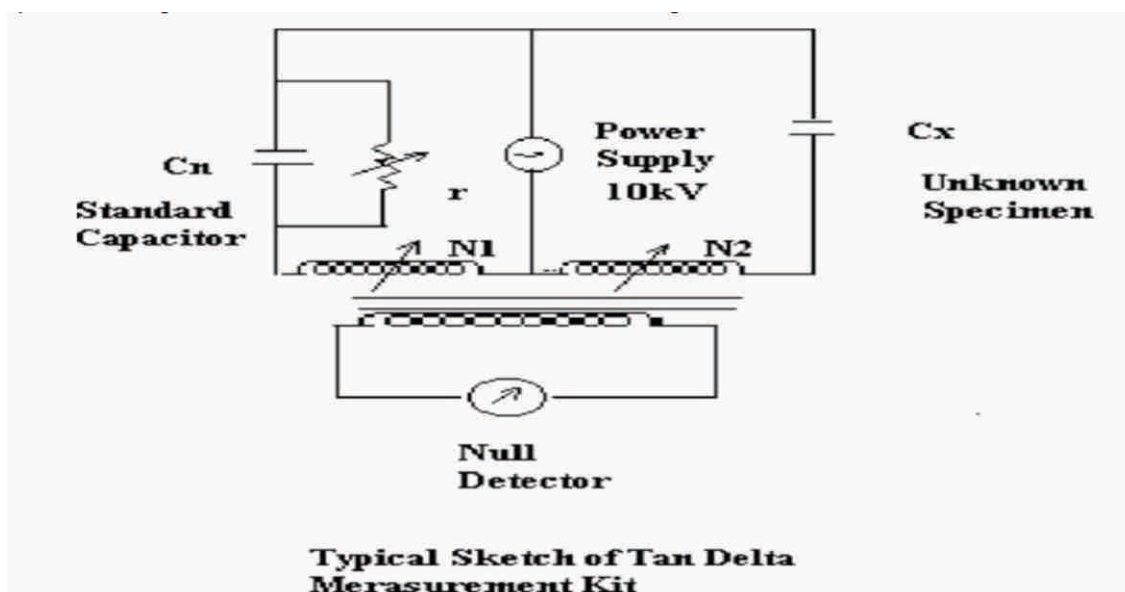 Power
Supply
10kV
Cx
Cn
Unknown
Specimen
Standard
Capacitor
r
N1
N2
Null
Detector
Typical Sketch of Tan Delta
Merasurement Kit